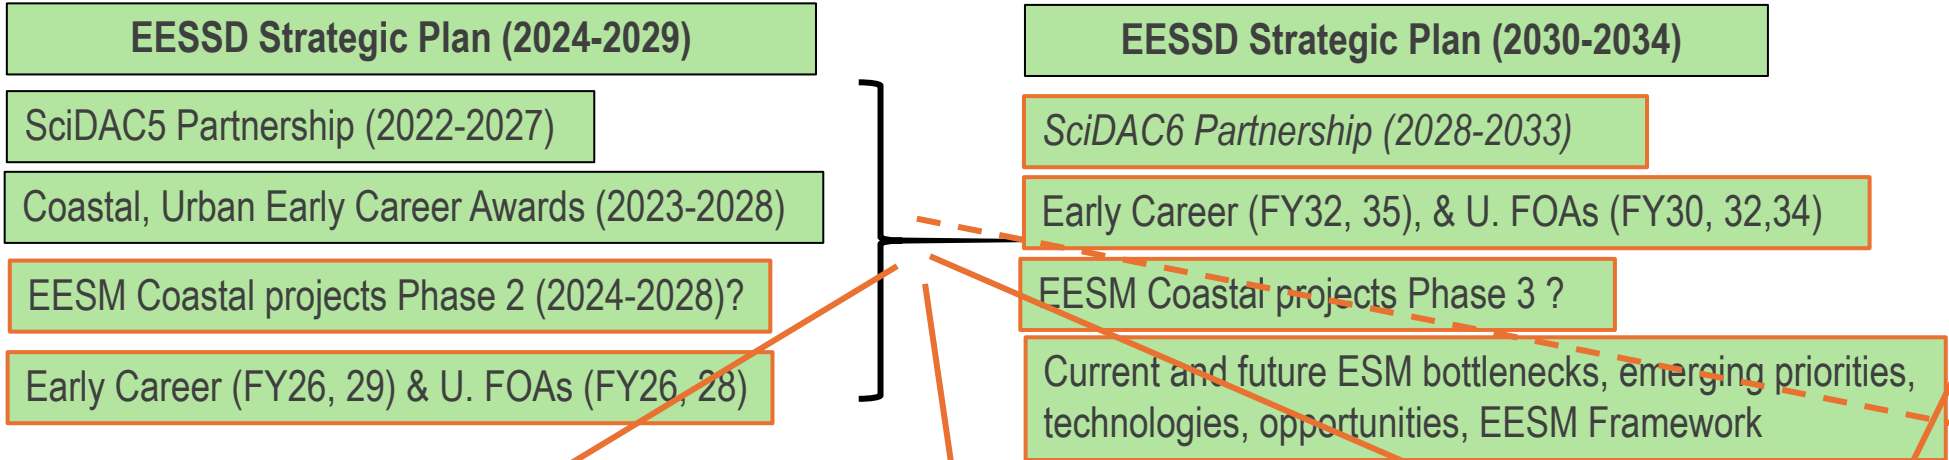 EESSD Strategic Plan (2024-2029)
SciDAC5 Partnership (2022-2027)
Coastal, Urban Early Career Awards (2023-2028)
EESM Coastal projects Phase 2 (2024-2028)?
Early Career (FY26, 29) & U. FOAs (FY26, 28)
EESSD Strategic Plan (2030-2034)
SciDAC6 Partnership (2028-2033)
Early Career (FY32, 35), & U. FOAs (FY30, 32,34)
EESM Coastal projects Phase 3 ?
Current and future ESM bottlenecks, emerging priorities,
technologies, opportunities, EESM Framework